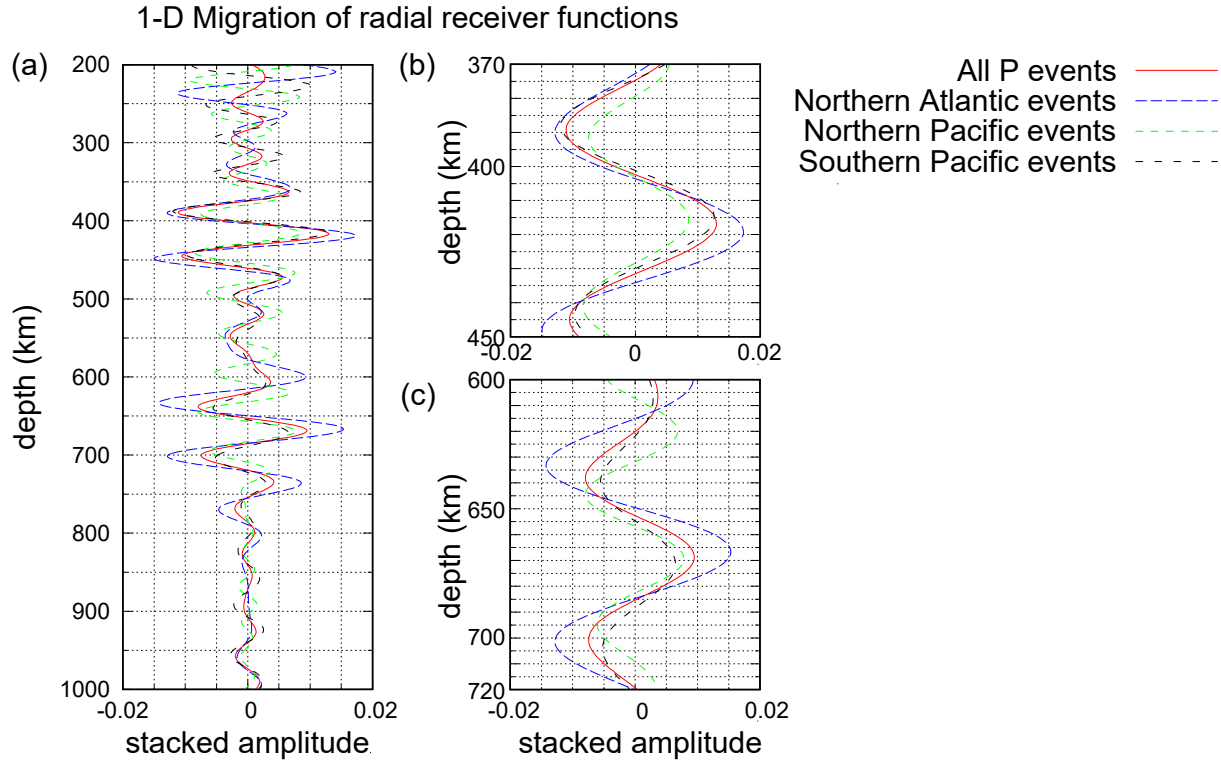 1-D Migration of radial receiver functions
(a)
200
300
400
500
600
700
800
900
1000
depth (km)
-0.02
0
0.02
stacked amplitude
(b)
370
400
450
depth (km)
-0.02
0
0.02
(c)
600
650
700
720
depth (km)
-0.02
0
0.02
stacked amplitude
All P events
Northern Atlantic events
Northern Pacific events
Southern Pacific events